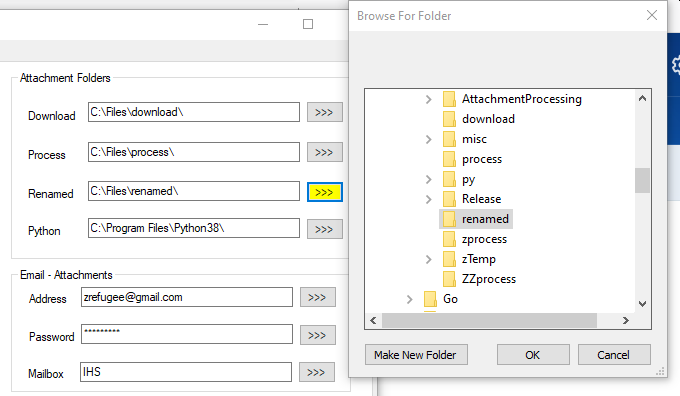 Attachment Folders
Download C:\Files\download\ >>>
Process C:\Files\process\ >>>
Renamed C:\Files\renamed\ >>>
Python C:\Program Files\Python38\ >>>
Email - Attachments
Address zrefugee@gmail.com >>>
Password ********* >>>
Mailbox IHS >>>
Browse For Folder
AttachmentProcessing
download
misc
process
py
Release
renamed
zprocess
zTemp
ZZprocess
Go
Make New Folder OK Cancel